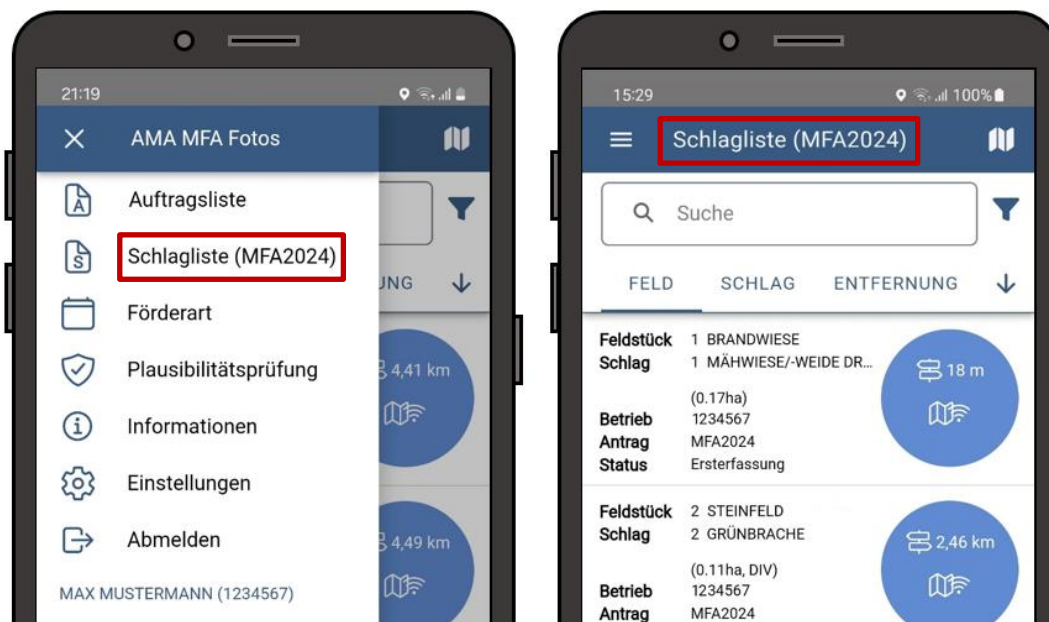 21:19
AMA MFA Fotos
Auftragsliste
Schlagliste (MFA2024)
Förderart
Plausibilitätsprüfung
Informationen
Einstellungen
Abmelden
MAX MUSTERMANN (1234567)
UNG
4,41 km
4,49 km
15:29
100%
Schlagliste (MFA2024)
Suche
FELD SCHLAG ENTFERNUNG
Feldstück 1 BRANDWIESE
Schlag 1 MÄHWIESE/-WEIDE DR...
(0.17ha)
Betrieb 1234567
Antrag MFA2024
Status Ersterfassung
18 m
Feldstück 2 STEINFELD
Schlag 2 GRÜNBRACHE
(0.11ha, DIV)
Betrieb 1234567
Antrag MFA2024
2,46 km